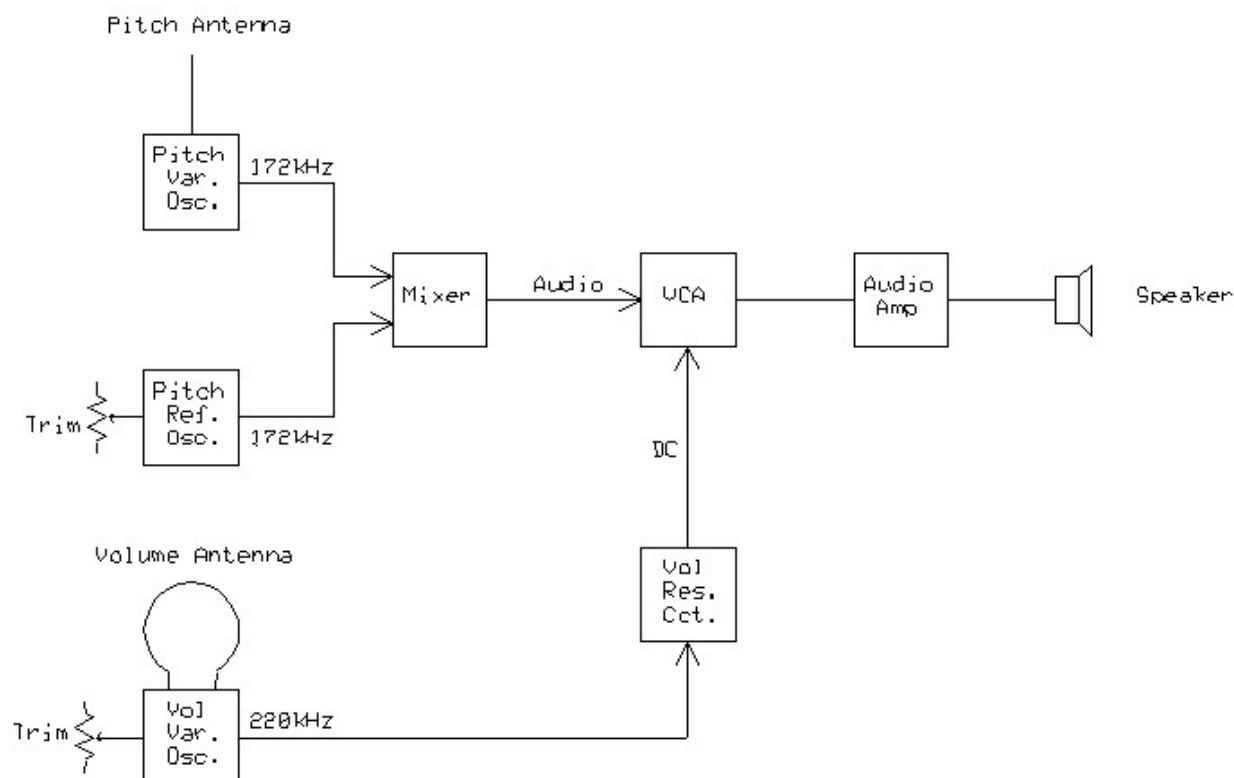 Pitch Antenna
Pitch
Var.
Osc.
172kHz
Mixer
Audio
VCA
Audio
Amp
Speaker
Trim
Pitch
Ref.
Osc.
172kHz
DC
Volume Antenna
Vol
Res.
Cct.
Trim
Vol
Var.
Osc.
220kHz